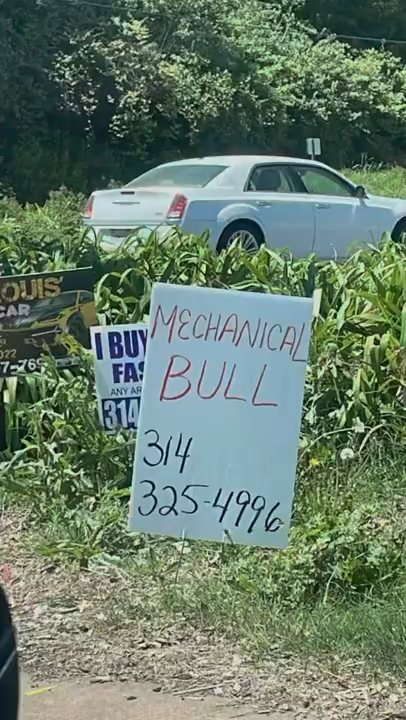 MECHANICAL
BULL
314
325-4996
OUIS
CAR
I BUY
FAS
ANY AR
314